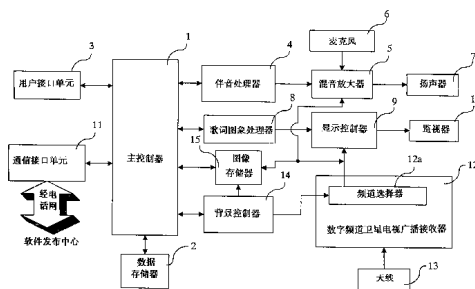 6
1
麦克风
3
4
5
7
用户接口单元
伴音处理器
混音放大器
扬声器
8
9
11
歌词图象处理器
显示控制器
监视器
通信接口单元
主控制器
15
图像
存储器
12a
12
14
频道选择器
经电
话网
背景控制器
数字频道卫星电视广播接收器
软件发布中心
2
数据
存储器
天线
13